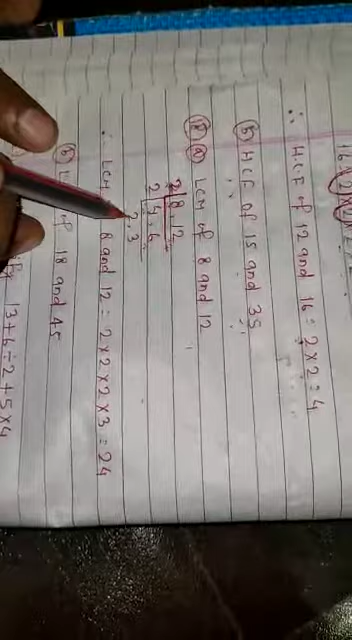 ∴ HCF of 12 and 16 = 2×2 = 4
(b) HCF of 15 and 35
∴
12 (a) LCM of 8 and 12
2 8, 12
2 4, 6
2, 3
∴ LCM 8 and 12 = 2×2×2×3 = 24
(b) of 18 and 45
13+6÷2+5×4